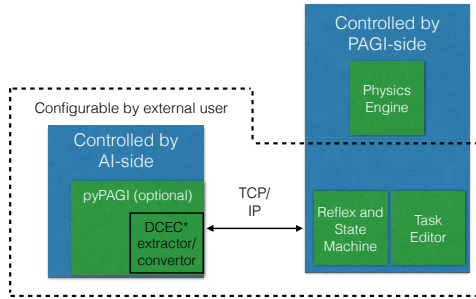 Controlled by
PAGI-side
Physics
Engine
Configurable by external user
Controlled by
AI-side
pyPAGI (optional)
DCEC*
extractor/
convertor
TCP/
IP
Reflex and
State
Machine
Task
Editor